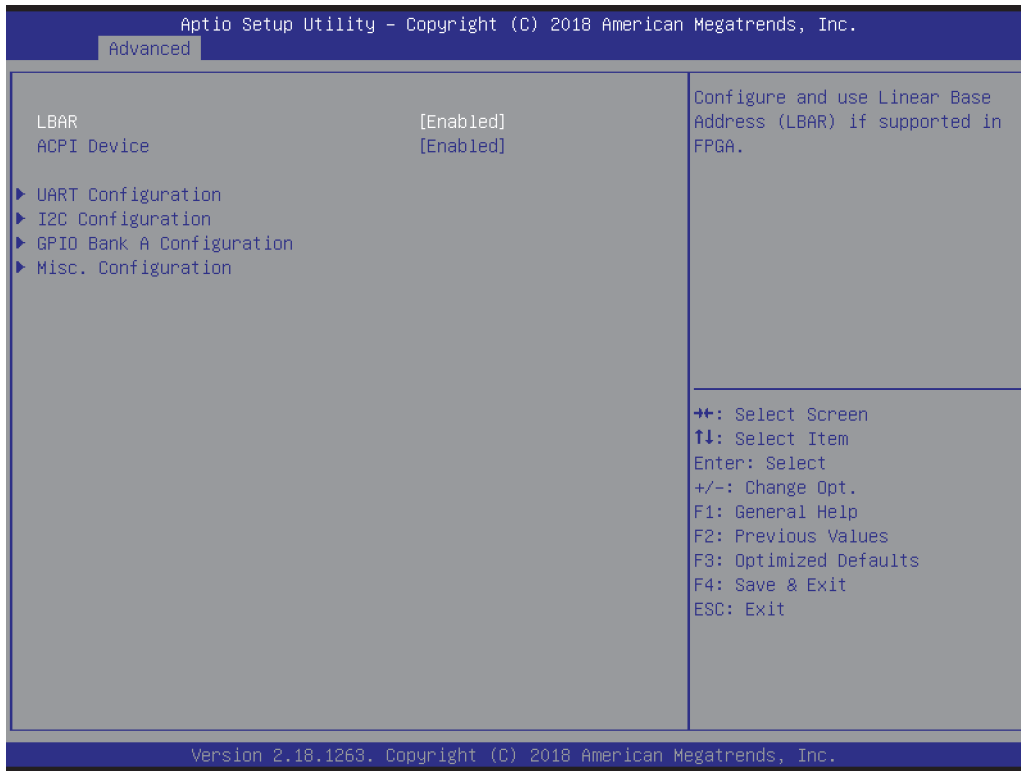 Aptio Setup Utility – Copyright (C) 2018 American Megatrends, Inc.
Advanced
LBAR [Enabled]
ACPI Device [Enabled]
▶ UART Configuration
▶ I2C Configuration
▶ GPIO Bank A Configuration
▶ Misc. Configuration
Configure and use Linear Base
Address (LBAR) if supported in
FPGA.
→←: Select Screen
↑↓: Select Item
Enter: Select
+/-: Change Opt.
F1: General Help
F2: Previous Values
F3: Optimized Defaults
F4: Save & Exit
ESC: Exit
Version 2.18.1263. Copyright (C) 2018 American Megatrends, Inc.